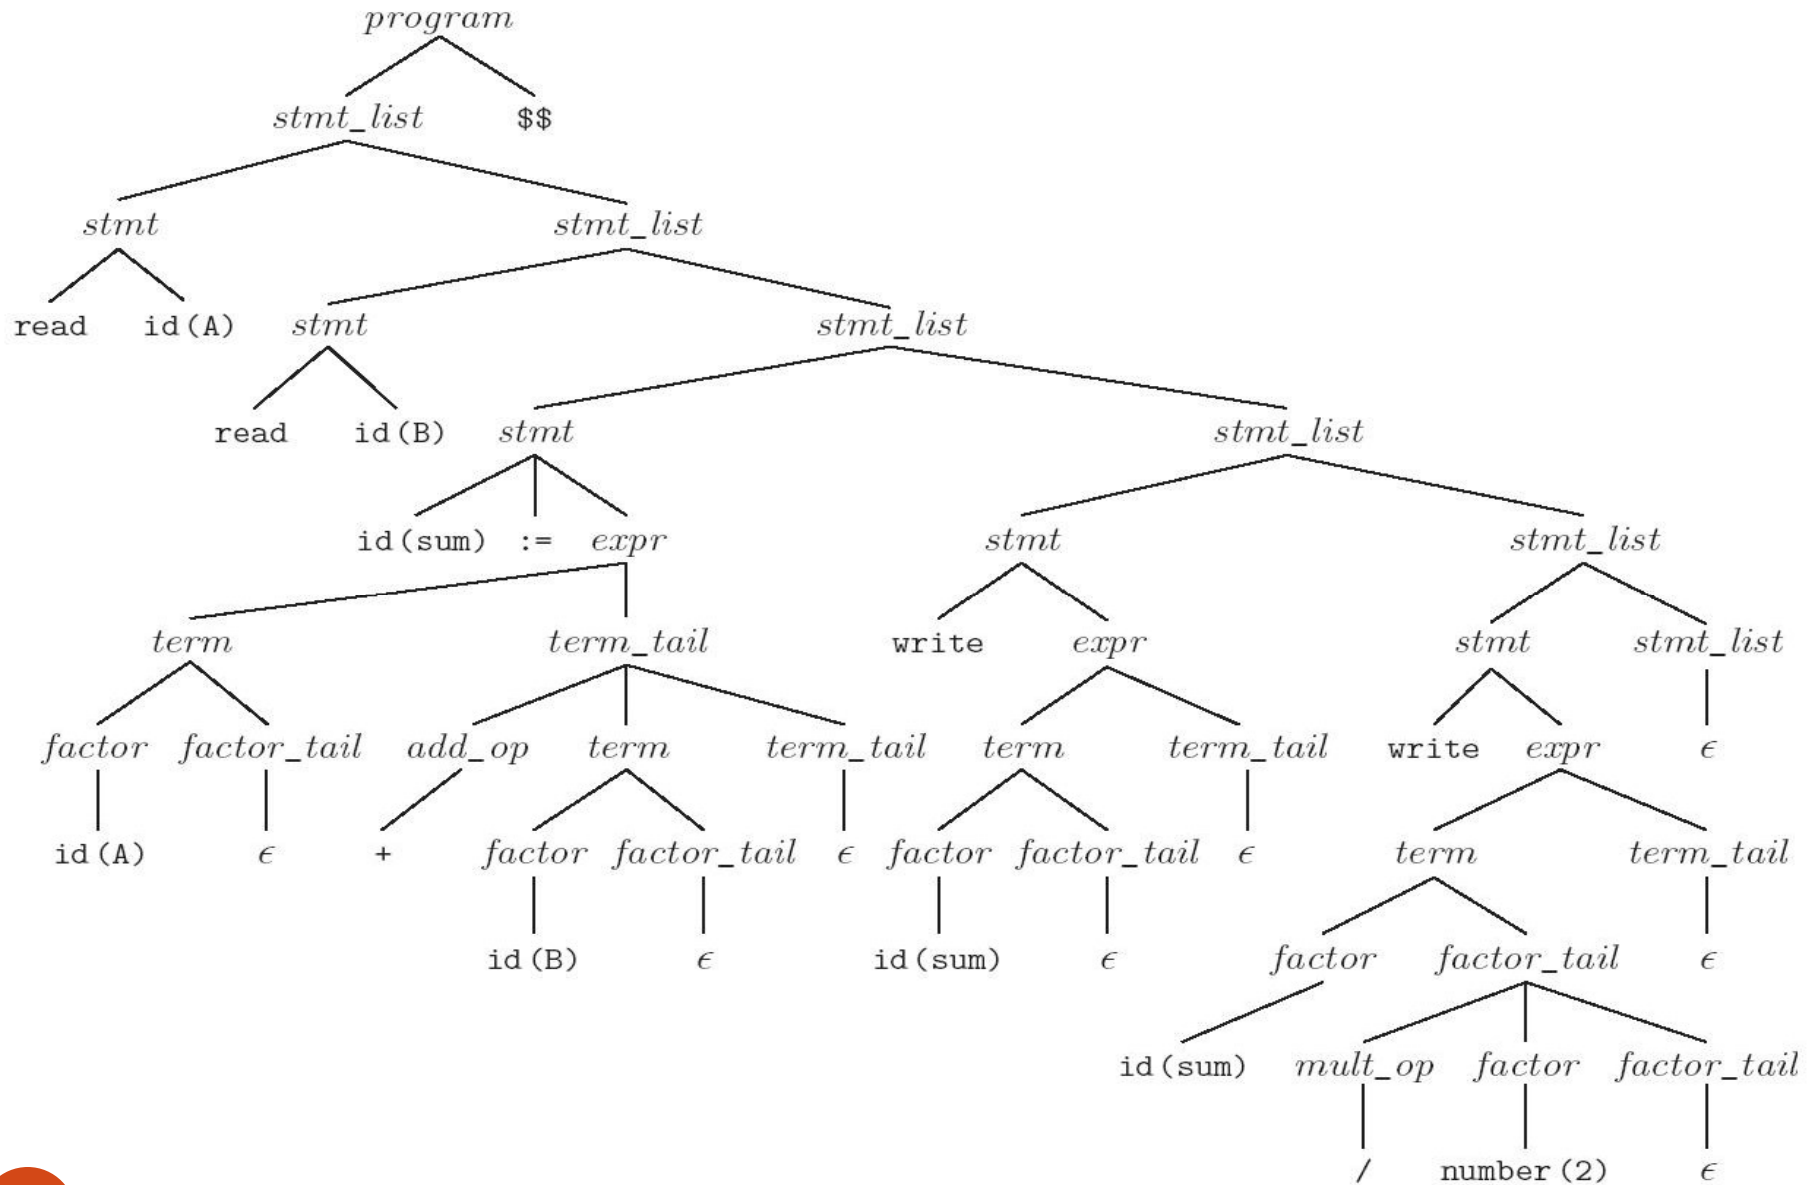 program
stmt_list $$
stmt stmt_list
read id(A) stmt stmt_list
read id(B) stmt stmt_list
id(sum) := expr stmt stmt_list
term term_tail write expr stmt stmt_list
factor factor_tail add_op term term_tail term term_tail write expr ϵ
id(A) ϵ + factor factor_tail ϵ factor factor_tail ϵ term term_tail
id(B) ϵ id(sum) ϵ factor factor_tail ϵ
id(sum) mult_op factor factor_tail
/ number(2) ϵ